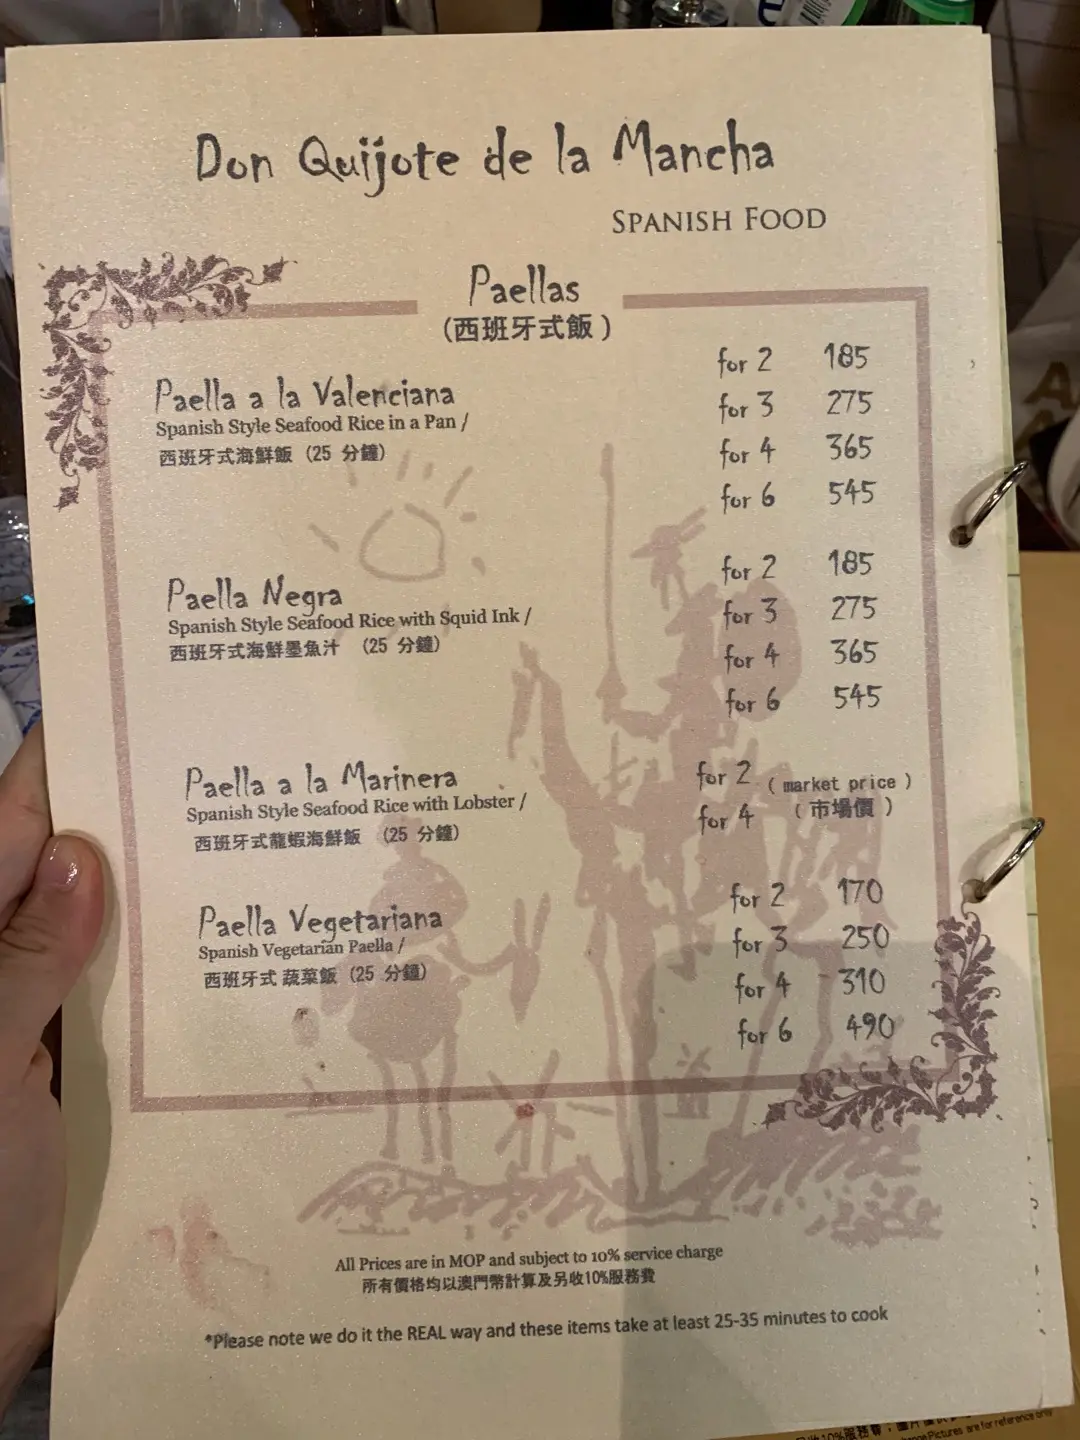 Don Quijote de la Mancha
SPANISH FOOD
Paellas
(西班牙式飯)
Paella a la Valenciana
Spanish Style Seafood Rice in a Pan /
西班牙式海鮮飯 (25 分鐘)
for 2 185
for 3 275
for 4 365
for 6 545
Paella Negra
Spanish Style Seafood Rice with Squid Ink /
西班牙式海鮮墨魚汁 (25 分鐘)
for 2 185
for 3 275
for 4 365
for 6 545
Paella a la Marinera
Spanish Style Seafood Rice with Lobster /
西班牙式龍蝦海鮮飯 (25 分鐘)
for 2 ( market price )
for 4 ( 市場價 )
Paella Vegetariana
Spanish Vegetarian Paella /
西班牙式 蔬菜飯 (25 分鐘)
for 2 170
for 3 250
for 4 310
for 6 490
All Prices are in MOP and subject to 10% service charge
所有價格均以澳門幣計算及另收10%服務費
*Please note we do it the REAL way and these items take at least 25-35 minutes to cook
Pictures are for reference only